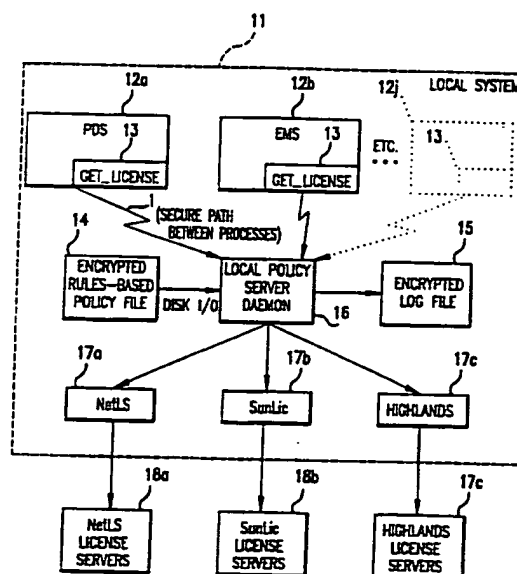 11
12a
12b
12j
LOCAL SYSTEM
PDS
13
GET_LICENSE
EMS
13
GET_LICENSE
ETC.
13
1
(SECURE PATH
BETWEEN PROCESSES)
14
15
ENCRYPTED
RULES-BASED
POLICY FILE
DISK I/O
LOCAL POLICY
SERVER
DAEMON
16
ENCRYPTED
LOG FILE
17a
NetLS
17b
SunLic
17c
HIGHLANDS
18a
NetLS
LICENSE
SERVERS
18b
SunLic
LICENSE
SERVERS
17c
HIGHLANDS
LICENSE
SERVERS